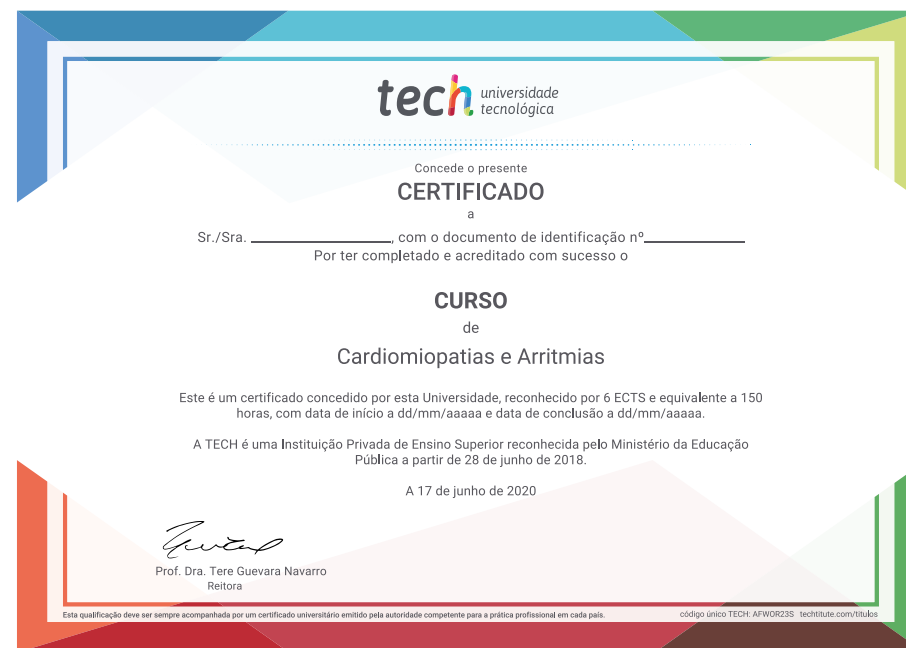 tech universidade
tecnológica
Concede o presente
CERTIFICADO
a
Sr./Sra. ____________________, com o documento de identificação nº______________
Por ter completado e acreditado com sucesso o
CURSO
de
Cardiomiopatias e Arritmias
Este é um certificado concedido por esta Universidade, reconhecido por 6 ECTS e equivalente a 150
horas, com data de início a dd/mm/aaaaa e data de conclusão a dd/mm/aaaaa.
A TECH é uma Instituição Privada de Ensino Superior reconhecida pelo Ministério da Educação
Pública a partir de 28 de junho de 2018.
A 17 de junho de 2020
Prof. Dra. Tere Guevara Navarro
Reitora
Esta qualificação deve ser sempre acompanhada por um certificado universitário emitido pela autoridade competente para a prática profissional em cada país.
código único TECH: AFWOR23S techtitute.com/titulos